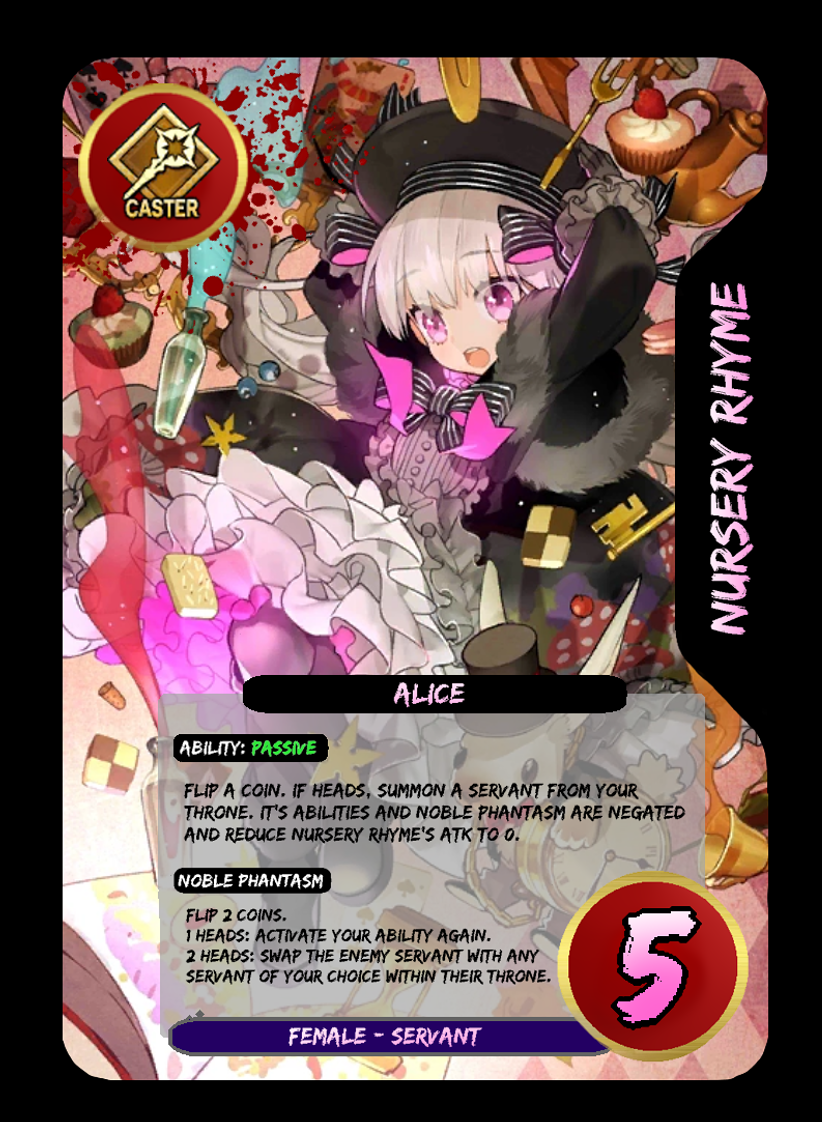 CASTER
NURSERY RHYME
ALICE
ABILITY: PASSIVE
FLIP A COIN. IF HEADS, SUMMON A SERVANT FROM YOUR
THRONE. IT'S ABILITIES AND NOBLE PHANTASM ARE NEGATED
AND REDUCE NURSERY RHYME'S ATK TO 0.
NOBLE PHANTASM
FLIP 2 COINS.
1 HEADS: ACTIVATE YOUR ABILITY AGAIN.
2 HEADS: SWAP THE ENEMY SERVANT WITH ANY
SERVANT OF YOUR CHOICE WITHIN THEIR THRONE.
5
FEMALE - SERVANT